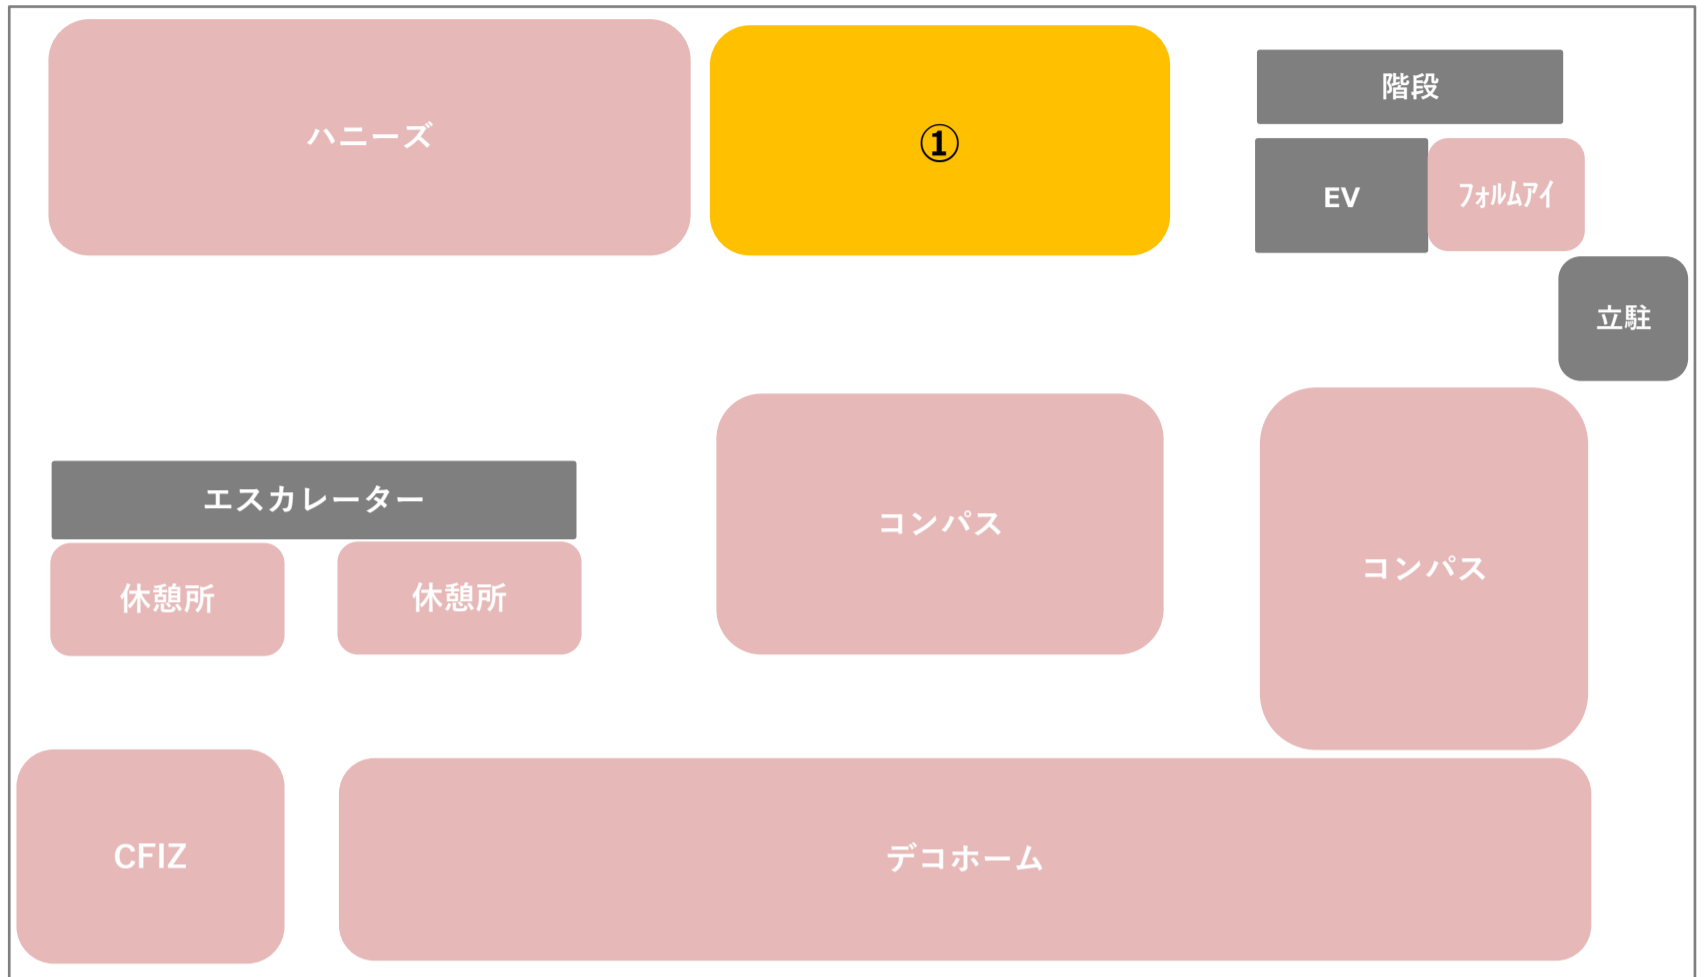 ハニーズ
①
階段
EV
フォルムアイ
立駐
エスカレーター
コンパス
コンパス
休憩所
休憩所
CFIZ
デコホーム